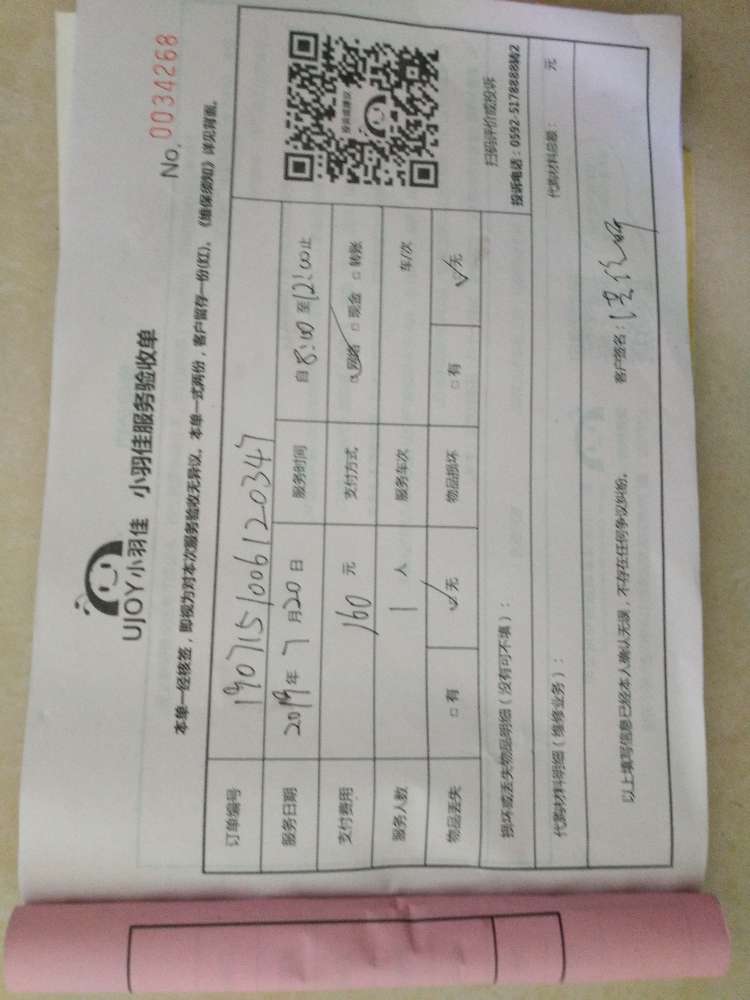 UJOY小羽佳 小羽佳服务验收单
No. 0034268
本单一经核签，即视为对本次服务验收无异议。本单一式两份，客户留存一份(红)。《维保须知》详见背面。
订单编号 1907151006120347
服务日期 2019年7月20日 服务时间 自8:00至12:00止
支付费用 160元 支付方式 □网络 □现金 □转账
服务人数 1人 服务车次 车/次
物品丢失 □有 ✓无 物品损坏 □有 ✓无
投诉或建议
扫码评价或投诉
投诉电话：0592-5178888转2
损坏或丢失物品明细（没有可不填）：
代购材料明细（维修业务）： 代购材料总额： 元
以上填写信息已经本人确认无误，不存在任何争议纠纷。 客户签名：